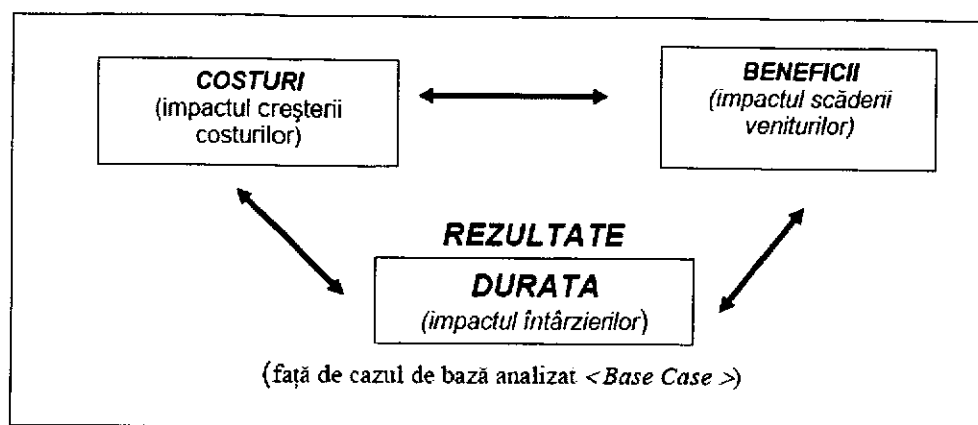 COSTURI
(impactul creşterii
costurilor)
BENEFICII
(impactul scăderii
veniturilor)
REZULTATE
DURATA
(impactul întârzierilor)
(faţă de cazul de bază analizat <Base Case >)